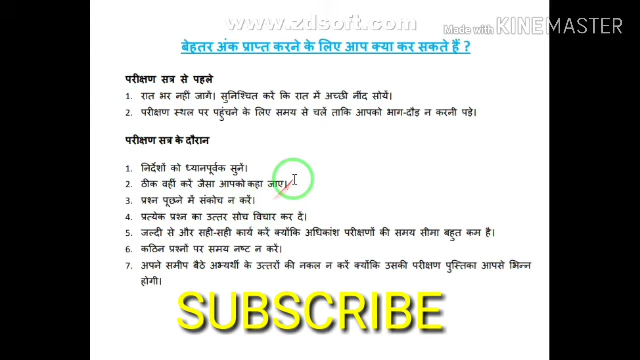 www.zdsoft.com
Made with KINEMASTER
बेहतर अंक प्राप्त करने के लिए आप क्या कर सकते हैं ?
परीक्षण सत्र से पहले
1. रात भर नहीं जागें। सुनिश्चित करें कि रात में अच्छी नींद सोयें।
2. परीक्षण स्थल पर पहुंचने के लिए समय से चलें ताकि आपको भाग-दौड़ न करनी पड़े।
परीक्षण सत्र के दौरान
1. निर्देशों को ध्यानपूर्वक सुनें।
2. ठीक वहीं करें जैसा आपको कहा जाए।
3. प्रश्न पूछने में संकोच न करें।
4. प्रत्येक प्रश्न का उत्तर सोच विचार कर दें।
5. जल्दी से और सही-सही कार्य करें क्योंकि अधिकांश परीक्षणों की समय सीमा बहुत कम है।
6. कठिन प्रश्नों पर समय नष्ट न करें।
7. अपने समीप बैठे अभ्यर्थी के उत्तरों की नकल न करें क्योंकि उसकी परीक्षण पुस्तिका आपसे भिन्न
होगी।
SUBSCRIBE